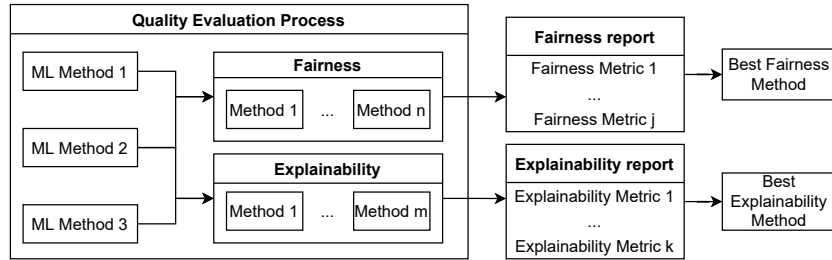 Quality Evaluation Process
ML Method 1
ML Method 2
ML Method 3
Fairness
Method 1 ... Method n
Explainability
Method 1 ... Method m
Fairness report
Fairness Metric 1
...
Fairness Metric j
Explainability report
Explainability Metric 1
...
Explainability Metric k
Best Fairness
Method
Best
Explainability
Method